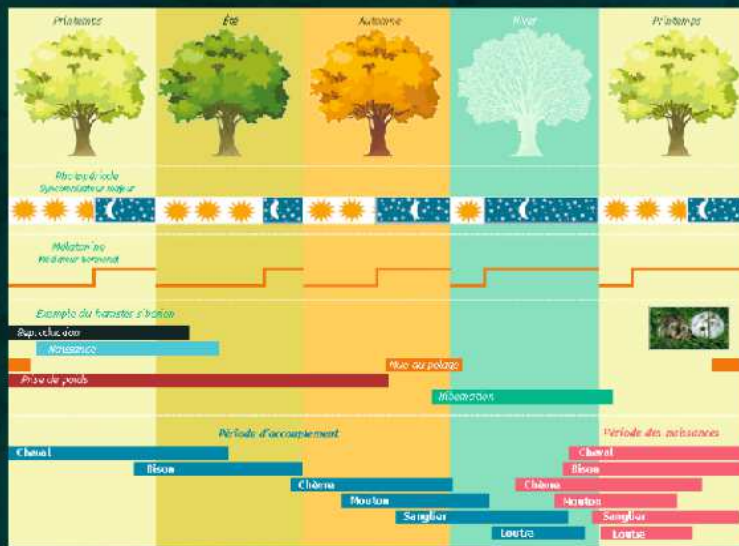 Printemps Été Automne Hiver Printemps
Photopériode
Synchronisateur majeur
Mélatonine
Médiateur hormonal
Exemple du hamster sibérien
Reproduction
Naissance
Mue du pelage
Prise de poids
Hibernation
Période d'accouplement Période des naissances
Cheval Cheval
Bison Bison
Chèvre Chèvre
Mouton Mouton
Sanglier Sanglier
Loutre Loutre